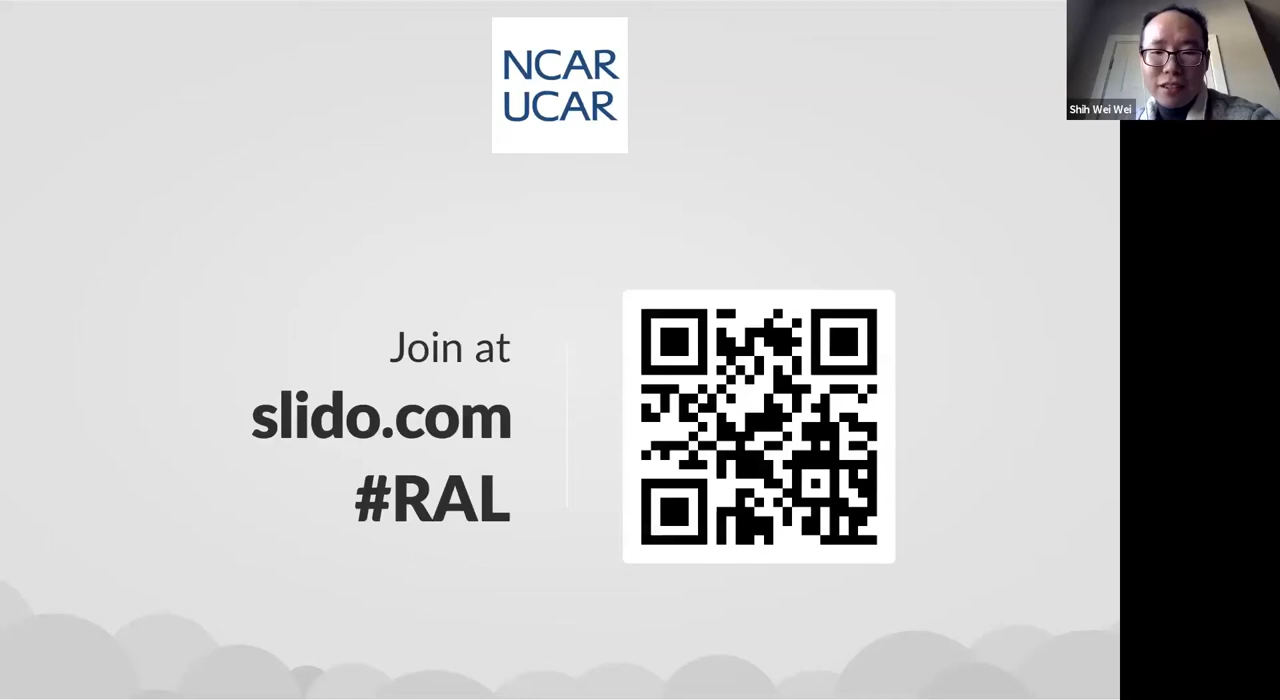 NCAR
UCAR
Shih Wei Wei
Join at
slido.com
#RAL